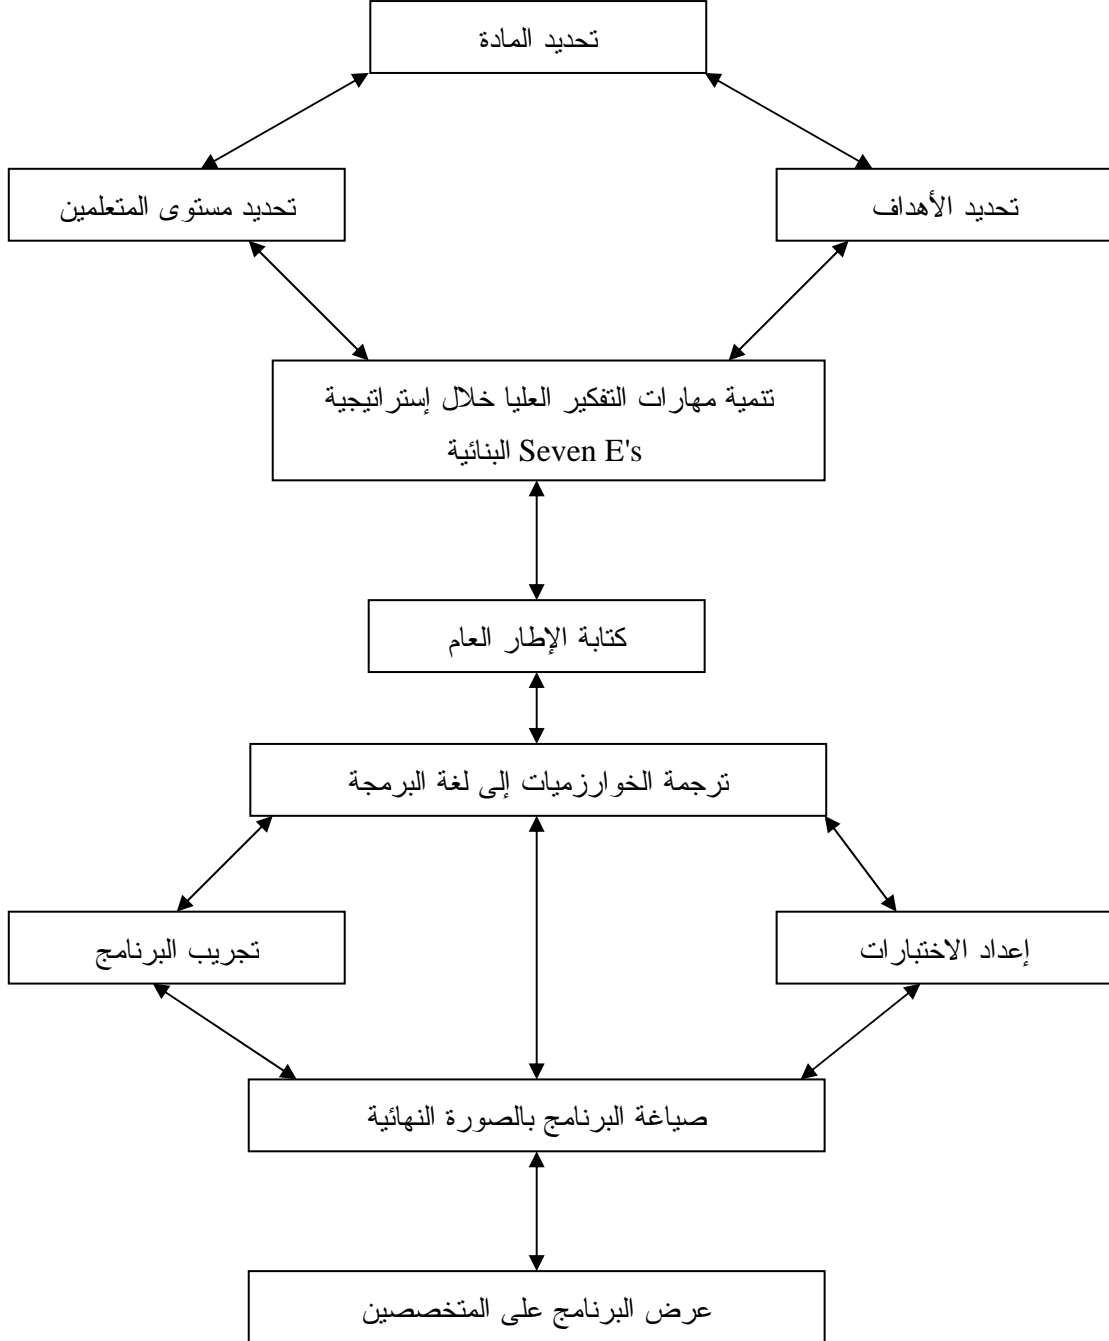 تحديد المادة
تحديد الأهداف
تحديد مستوى المتعلمين
تنمية مهارات التفكير العليا خلال إستراتيجية
Seven E's البنائية
كتابة الإطار العام
ترجمة الخوارزميات إلى لغة البرمجة
إعداد الاختبارات
تجريب البرنامج
صياغة البرنامج بالصورة النهائية
عرض البرنامج على المتخصصين